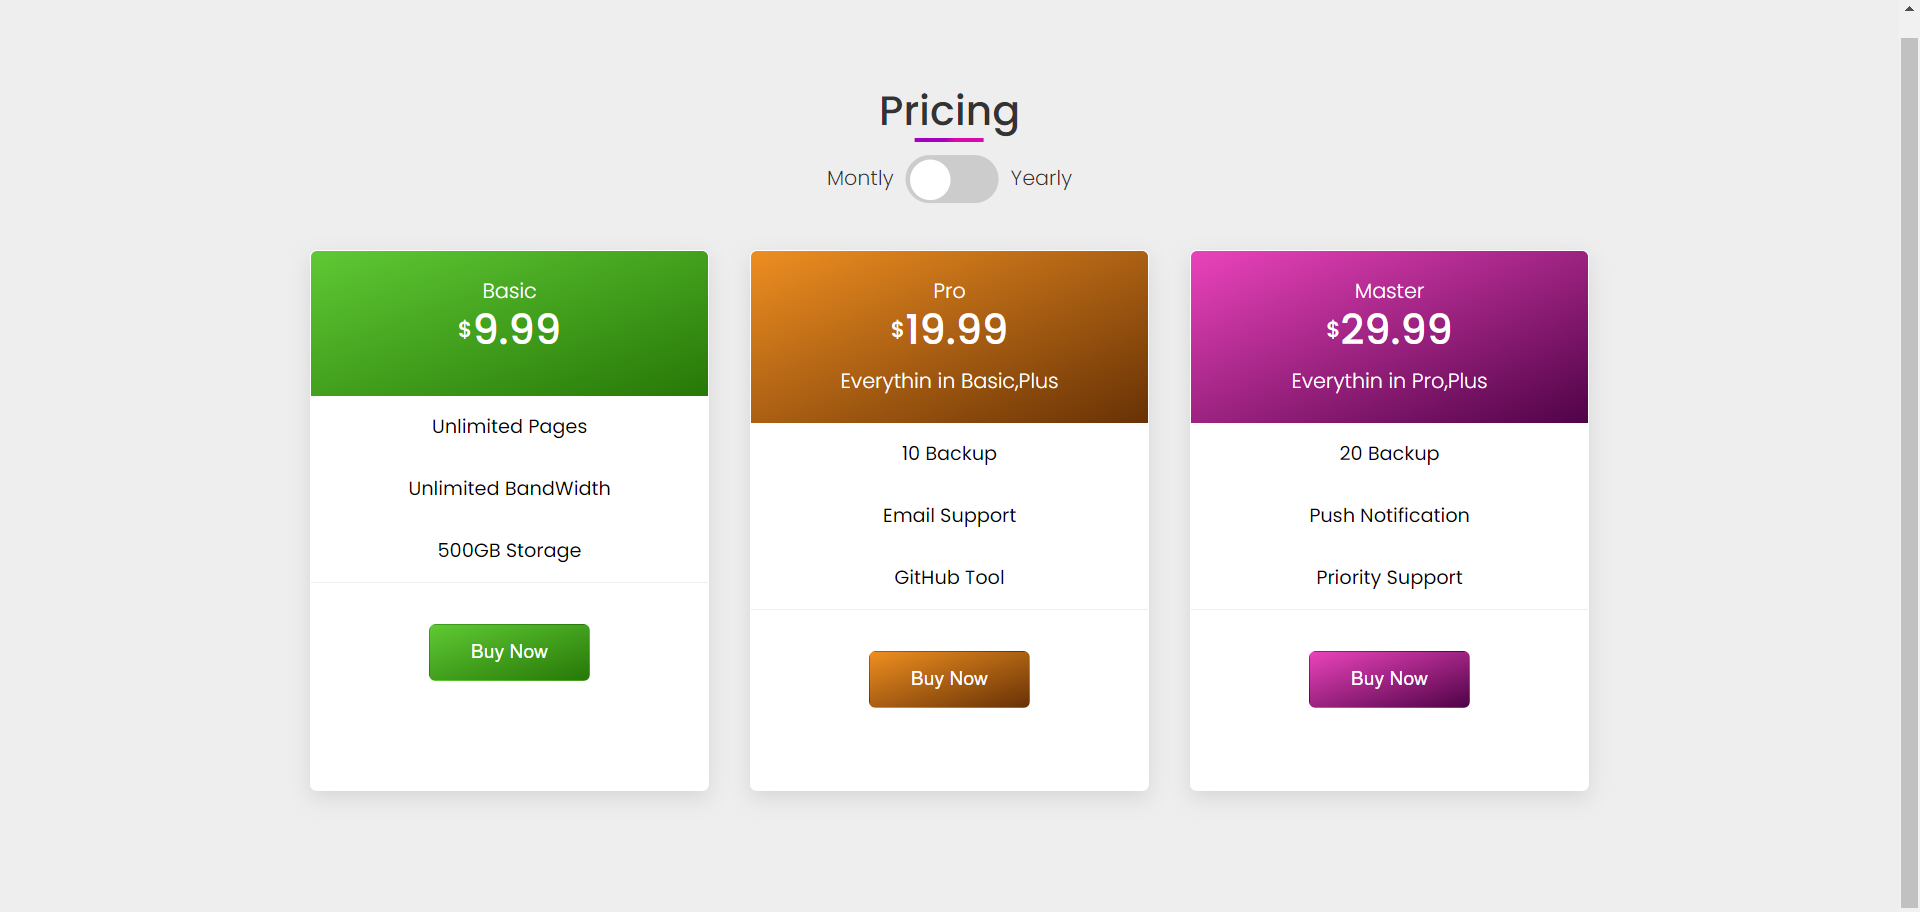 Pricing
Montly
Yearly
Basic
$9.99
Unlimited Pages
Unlimited BandWidth
500GB Storage
Buy Now
Pro
$19.99
Everythin in Basic,Plus
10 Backup
Email Support
GitHub Tool
Buy Now
Master
$29.99
Everythin in Pro,Plus
20 Backup
Push Notification
Priority Support
Buy Now